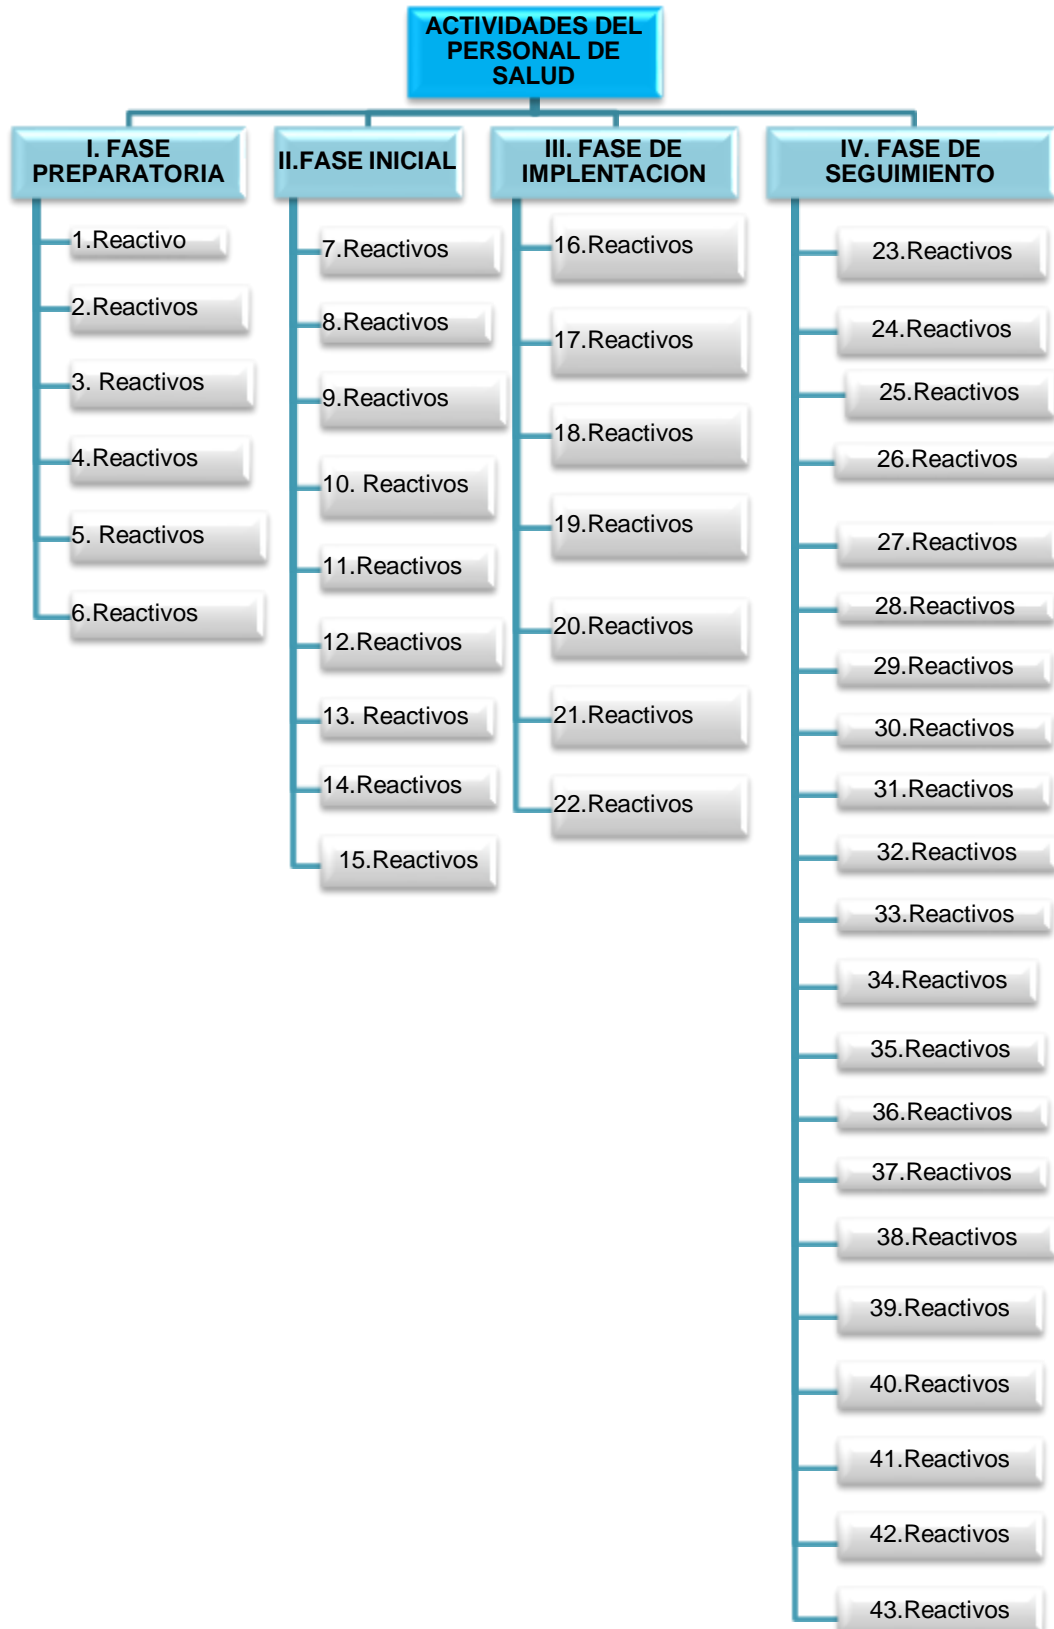 ACTIVIDADES DEL
PERSONAL DE
SALUD
I. FASE
PREPARATORIA
1.Reactivo
2.Reactivos
3. Reactivos
4.Reactivos
5. Reactivos
6.Reactivos
II.FASE INICIAL
7.Reactivos
8.Reactivos
9.Reactivos
10. Reactivos
11.Reactivos
12.Reactivos
13. Reactivos
14.Reactivos
15.Reactivos
III. FASE DE
IMPLENTACION
16.Reactivos
17.Reactivos
18.Reactivos
19.Reactivos
20.Reactivos
21.Reactivos
22.Reactivos
IV. FASE DE
SEGUIMIENTO
23.Reactivos
24.Reactivos
25.Reactivos
26.Reactivos
27.Reactivos
28.Reactivos
29.Reactivos
30.Reactivos
31.Reactivos
32.Reactivos
33.Reactivos
34.Reactivos
35.Reactivos
36.Reactivos
37.Reactivos
38.Reactivos
39.Reactivos
40.Reactivos
41.Reactivos
42.Reactivos
43.Reactivos